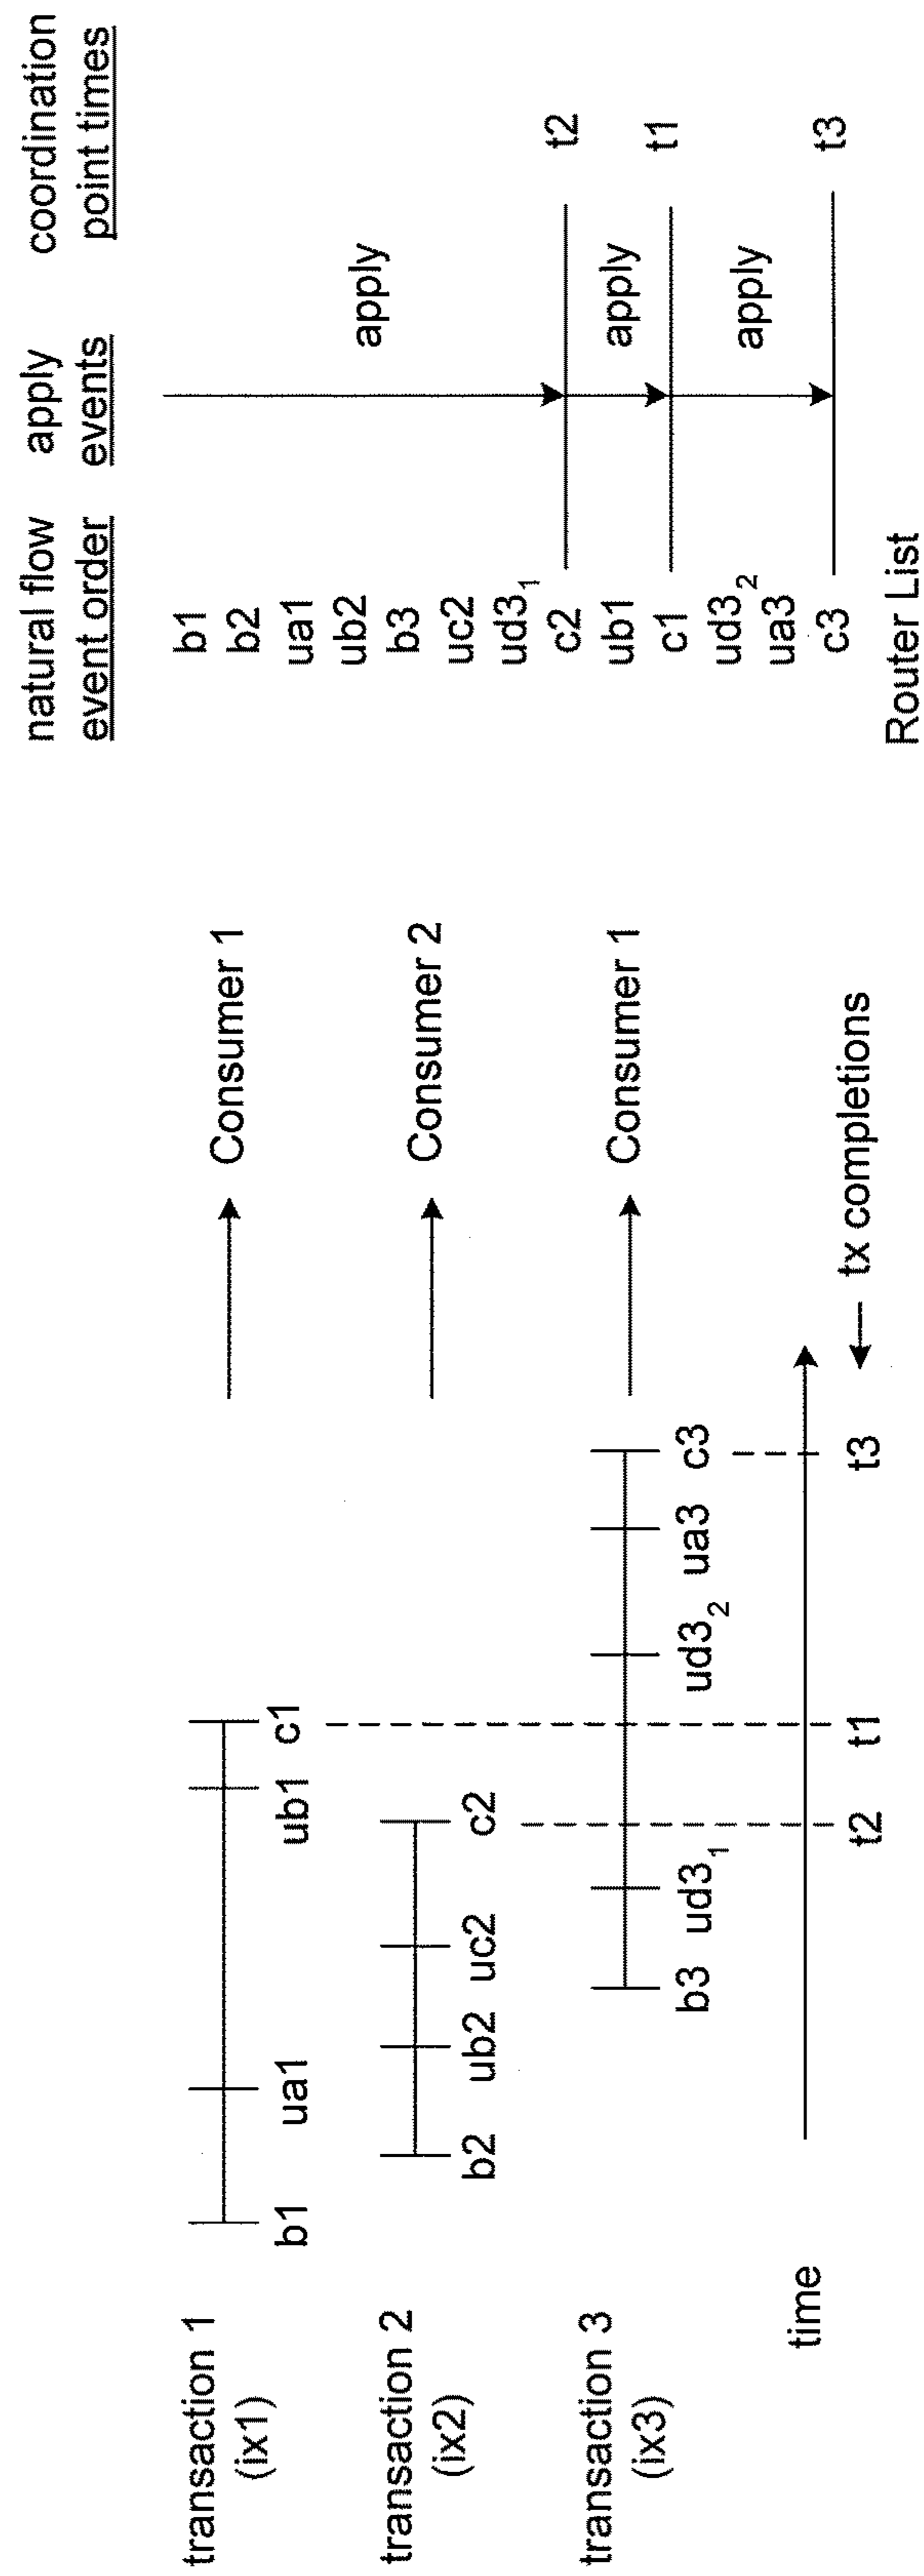 transaction 1
(ix1)
b1
ua1
ub1
c1
Consumer 1
transaction 2
(ix2)
b2
ub2
uc2
c2
Consumer 2
transaction 3
(ix3)
b3
ud3₁
ud3₂
ua3
c3
Consumer 1
time
t2
t1
t3
tx completions
natural flow
event order
apply
events
coordination
point times
b1
b2
ua1
ub2
b3
uc2
ud3₁
c2
ub1
c1
ud3₂
ua3
c3
apply
t2
apply
t1
apply
t3
Router List